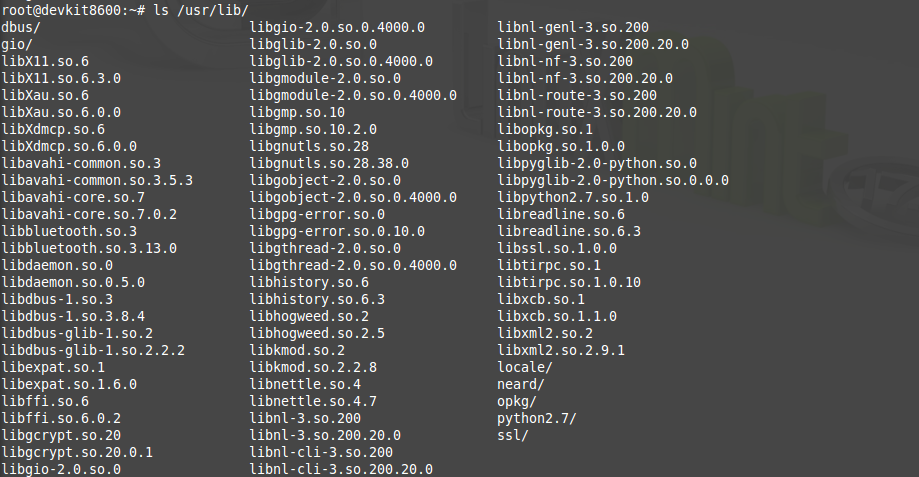 root@devkit8600:~# ls /usr/lib/
dbus/ libgio-2.0.so.0.4000.0 libnl-genl-3.so.200
gio/ libglib-2.0.so.0 libnl-genl-3.so.200.20.0
libX11.so.6 libglib-2.0.so.0.4000.0 libnl-nf-3.so.200
libX11.so.6.3.0 libgmodule-2.0.so.0 libnl-nf-3.so.200.20.0
libXau.so.6 libgmodule-2.0.so.0.4000.0 libnl-route-3.so.200
libXau.so.6.0.0 libgmp.so.10 libnl-route-3.so.200.20.0
libXdmcp.so.6 libgmp.so.10.2.0 libopkg.so.1
libXdmcp.so.6.0.0 libgnutls.so.28 libopkg.so.1.0.0
libavahi-common.so.3 libgnutls.so.28.38.0 libpyglib-2.0-python.so.0
libavahi-common.so.3.5.3 libgobject-2.0.so.0 libpyglib-2.0-python.so.0.0.0
libavahi-core.so.7 libgobject-2.0.so.0.4000.0 libpython2.7.so.1.0
libavahi-core.so.7.0.2 libgpg-error.so.0 libreadline.so.6
libbluetooth.so.3 libgpg-error.so.0.10.0 libreadline.so.6.3
libbluetooth.so.3.13.0 libgthread-2.0.so.0 libssl.so.1.0.0
libdaemon.so.0 libgthread-2.0.so.0.4000.0 libtirpc.so.1
libdaemon.so.0.5.0 libhistory.so.6 libtirpc.so.1.0.10
libdbus-1.so.3 libhistory.so.6.3 libxcb.so.1
libdbus-1.so.3.8.4 libhogweed.so.2 libxcb.so.1.1.0
libdbus-glib-1.so.2 libhogweed.so.2.5 libxml2.so.2
libdbus-glib-1.so.2.2.2 libkmod.so.2 libxml2.so.2.9.1
libexpat.so.1 libkmod.so.2.2.8 locale/
libexpat.so.1.6.0 libnettle.so.4 neard/
libffi.so.6 libnettle.so.4.7 opkg/
libffi.so.6.0.2 libnl-3.so.200 python2.7/
libgcrypt.so.20 libnl-3.so.200.20.0 ssl/
libgcrypt.so.20.0.1 libnl-cli-3.so.200
libgio-2.0.so.0 libnl-cli-3.so.200.20.0